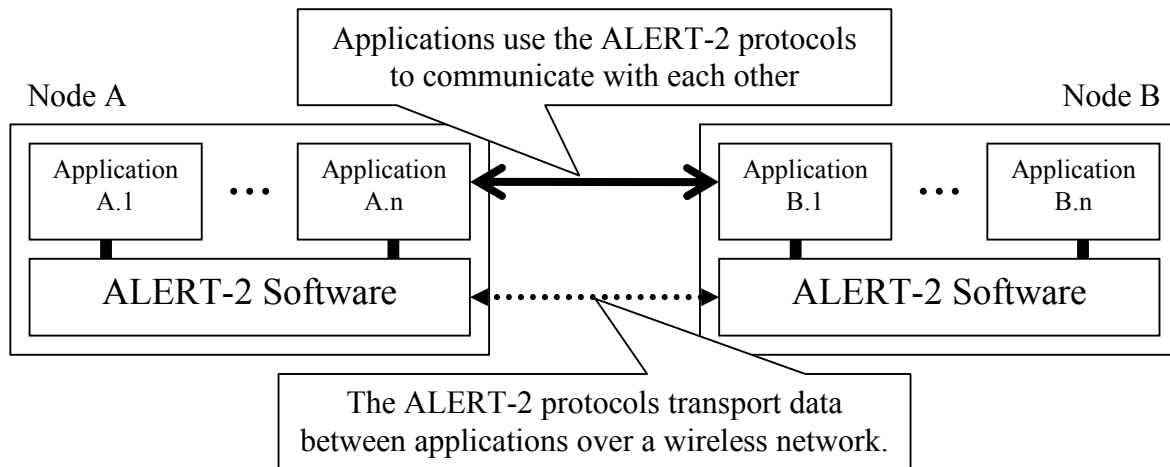 Applications use the ALERT-2 protocols
to communicate with each other
Node A
Node B
Application
A.1
...
Application
A.n
Application
B.1
...
Application
B.n
ALERT-2 Software
ALERT-2 Software
The ALERT-2 protocols transport data
between applications over a wireless network.